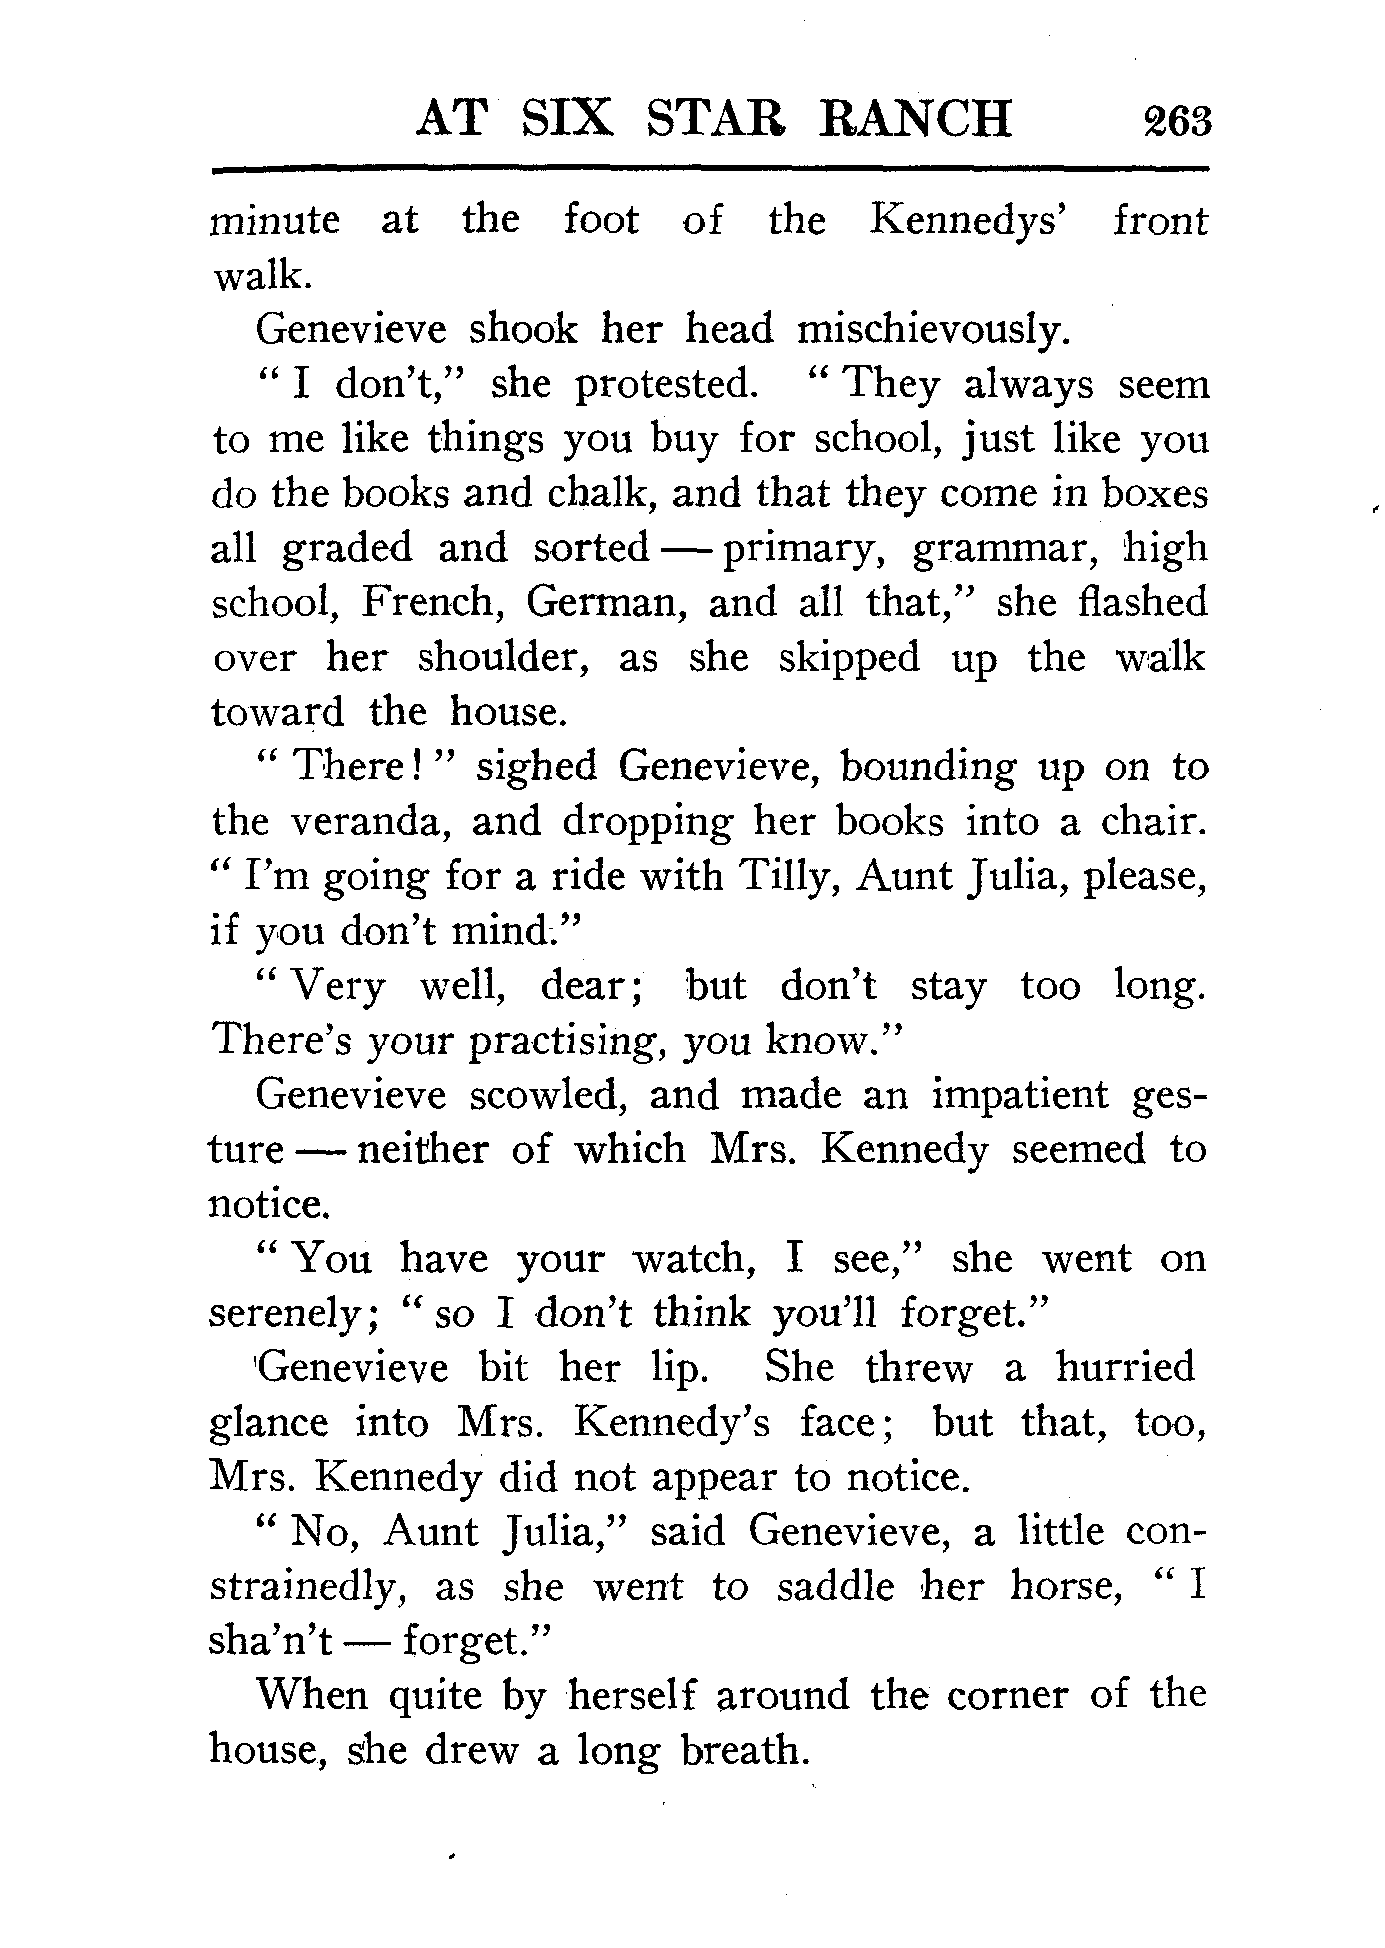 AT SIX STAR RANCH 263
minute at the foot of the Kennedys' front
walk.
Genevieve shook her head mischievously.
" I don't," she protested. " They always seem
to me like things you buy for school, just like you
do the books and chalk, and that they come in boxes
all graded and sorted — primary, grammar, high
school, French, German, and all that," she flashed
over her shoulder, as she skipped up the walk
toward the house.
" There! " sighed Genevieve, bounding up on to
the veranda, and dropping her books into a chair.
" I'm going for a ride with Tilly, Aunt Julia, please,
if you don't mind."
" Very well, dear; but don't stay too long.
There's your practising, you know."
Genevieve scowled, and made an impatient ges-
ture — neither of which Mrs. Kennedy seemed to
notice.
" You have your watch, I see," she went on
serenely; " so I don't think you'll forget."
Genevieve bit her lip. She threw a hurried
glance into Mrs. Kennedy's face; but that, too,
Mrs. Kennedy did not appear to notice.
" No, Aunt Julia," said Genevieve, a little con-
strainedly, as she went to saddle her horse, " I
sha'n't — forget."
When quite by herself around the corner of the
house, she drew a long breath.